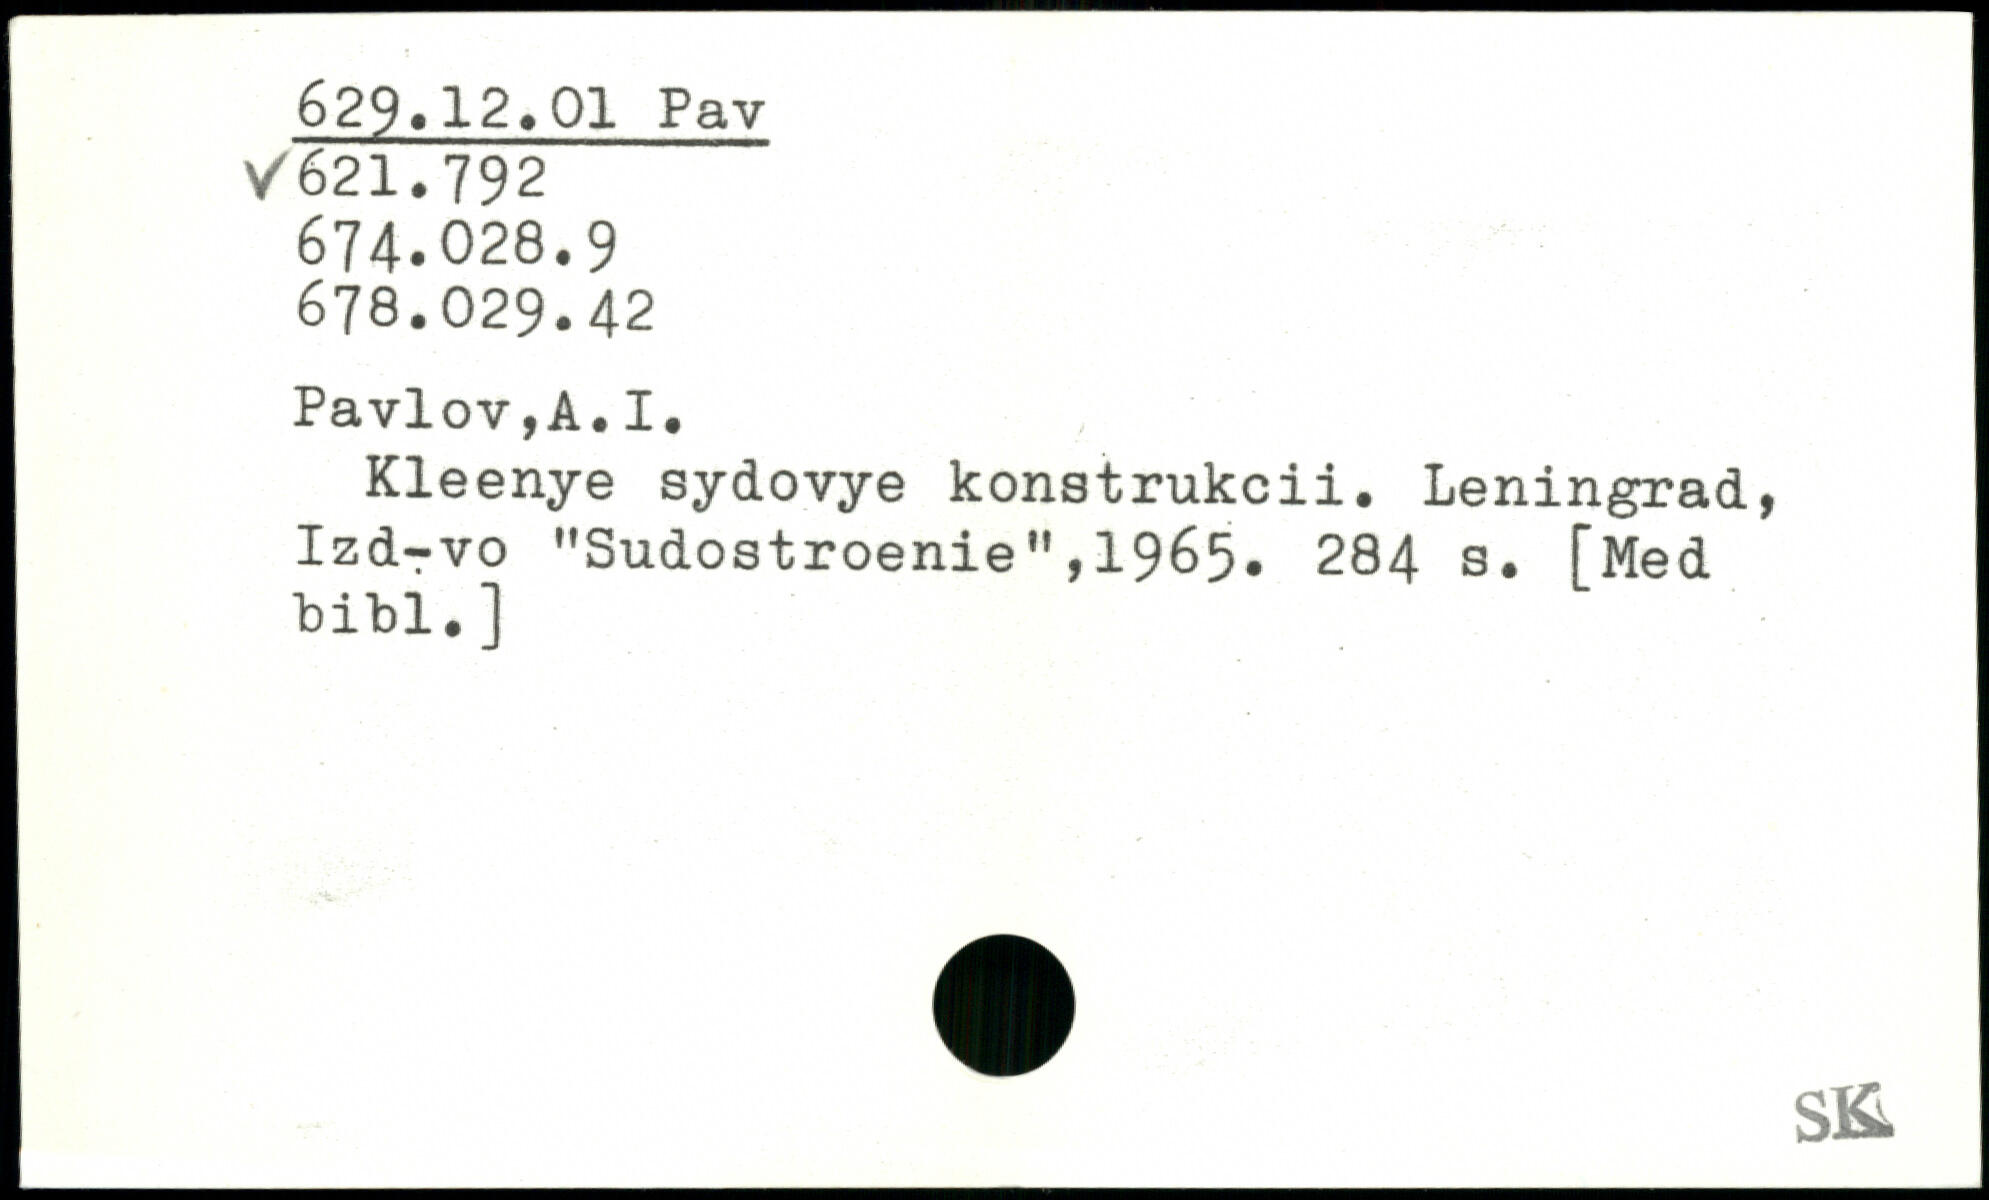 629.12.01 Pav
✓621.792
674.028.9
678.029.42
Pavlov,A.I.
Kleenye sydovye konstrukcii. Leningrad,
Izd-vo "Sudostroenie",1965. 284 s. [Med
bibl.]
SK